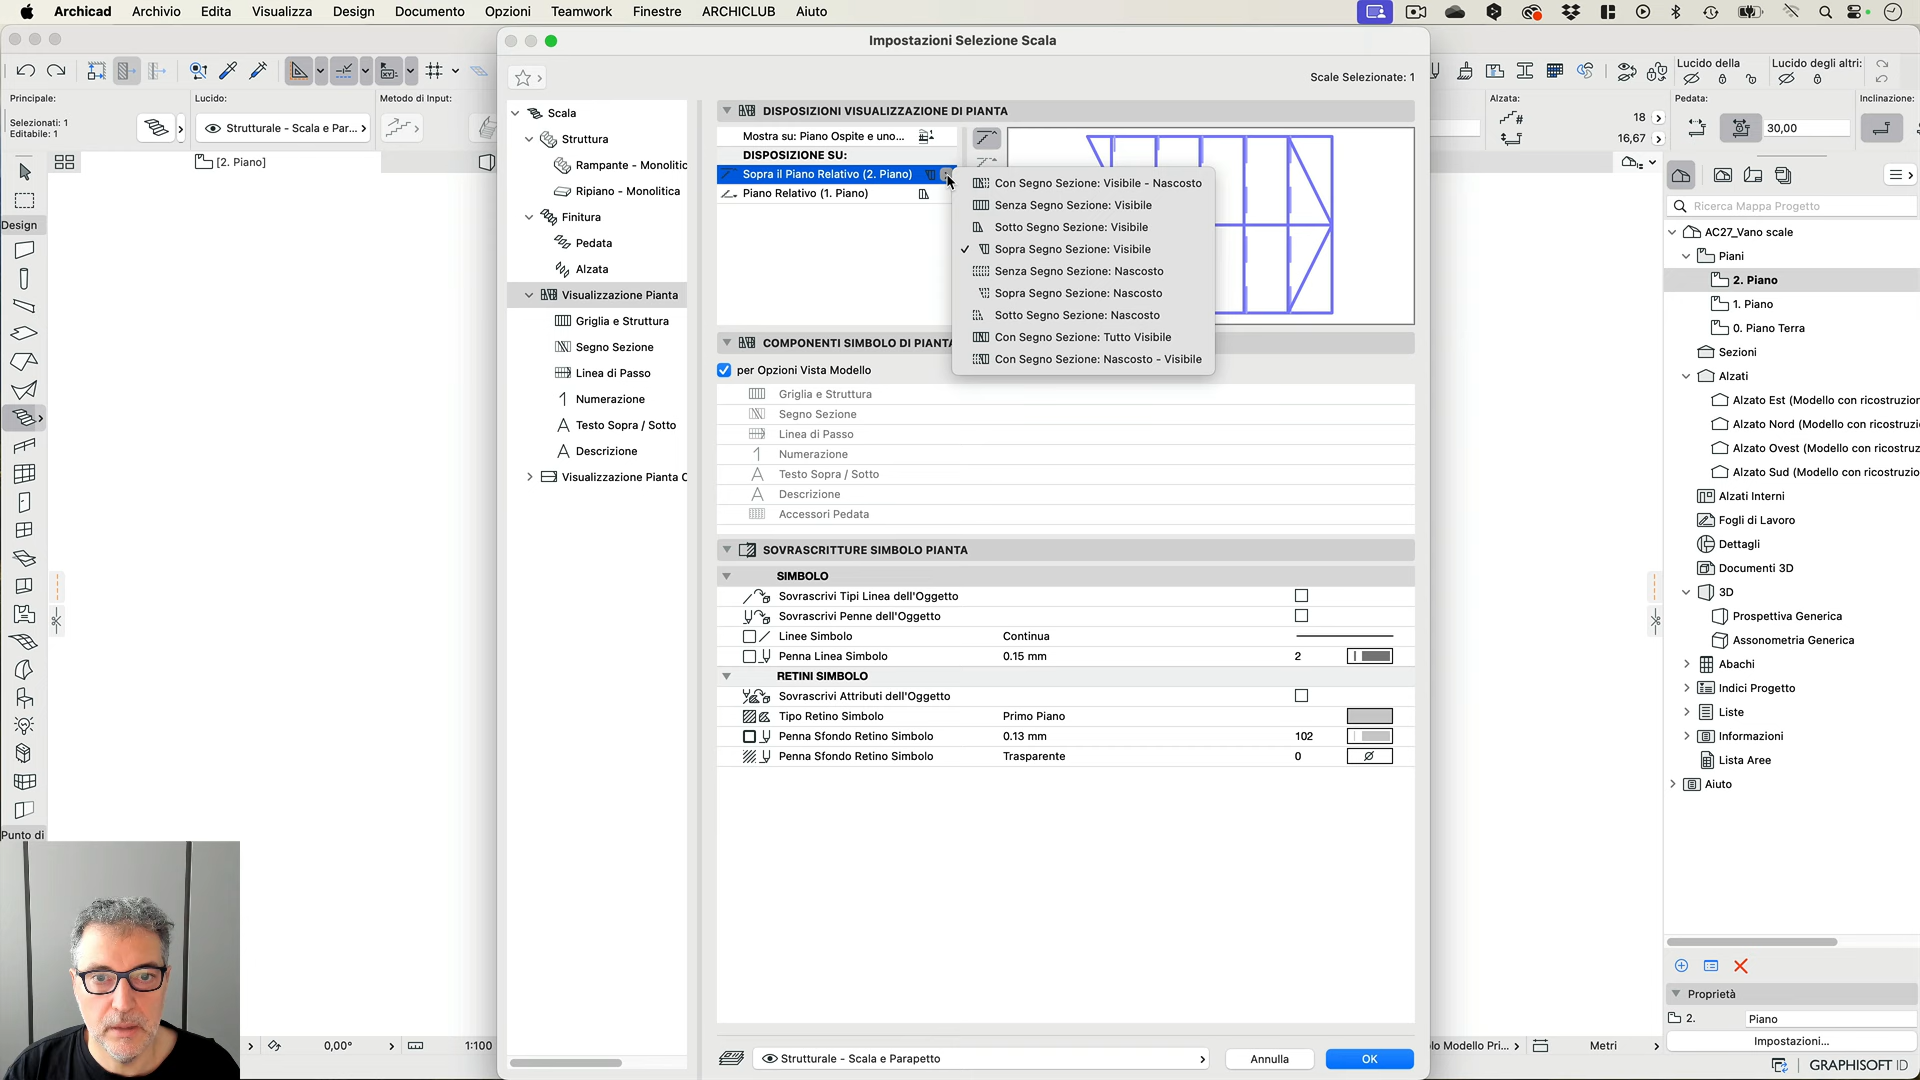 Archicad Archivio Edita Visualizza Design Documento Opzioni Teamwork Finestre ARCHICLUB Aiuto
Impostazioni Selezione Scala
Scale Selezionate: 1
Principale:
Selezionati: 1
Editabile: 1
Lucido:
Strutturale - Scala e Par...
Metodo di Input:
[2. Piano]
Lucido della
Lucido degli altri:
Alzata:
18
16,67
Pedata:
30,00
Inclinazione:
Design
Punto di
Scala
Struttura
Rampante - Monolitic
Ripiano - Monolitica
Finitura
Pedata
Alzata
Visualizzazione Pianta
Griglia e Struttura
Segno Sezione
Linea di Passo
Numerazione
Testo Sopra / Sotto
Descrizione
Visualizzazione Pianta C
DISPOSIZIONI VISUALIZZAZIONE DI PIANTA
Mostra su: Piano Ospite e uno...
DISPOSIZIONE SU:
Sopra il Piano Relativo (2. Piano)
Piano Relativo (1. Piano)
Con Segno Sezione: Visibile - Nascosto
Senza Segno Sezione: Visibile
Sotto Segno Sezione: Visibile
Sopra Segno Sezione: Visibile
Senza Segno Sezione: Nascosto
Sopra Segno Sezione: Nascosto
Sotto Segno Sezione: Nascosto
Con Segno Sezione: Tutto Visibile
Con Segno Sezione: Nascosto - Visibile
COMPONENTI SIMBOLO DI PIANTA
per Opzioni Vista Modello
Griglia e Struttura
Segno Sezione
Linea di Passo
Numerazione
Testo Sopra / Sotto
Descrizione
Accessori Pedata
SOVRASCRITTURE SIMBOLO PIANTA
SIMBOLO
Sovrascrivi Tipi Linea dell'Oggetto
Sovrascrivi Penne dell'Oggetto
Linee Simbolo Continua
Penna Linea Simbolo 0.15 mm 2
RETINI SIMBOLO
Sovrascrivi Attributi dell'Oggetto
Tipo Retino Simbolo Primo Piano
Penna Sfondo Retino Simbolo 0.13 mm 102
Penna Sfondo Retino Simbolo Trasparente 0
Strutturale - Scala e Parapetto
Annulla
OK
0,00°
1:100
Ricerca Mappa Progetto
AC27_Vano scale
Piani
2. Piano
1. Piano
0. Piano Terra
Sezioni
Alzati
Alzato Est (Modello con ricostruzior
Alzato Nord (Modello con ricostruzi
Alzato Ovest (Modello con ricostruz
Alzato Sud (Modello con ricostruzio
Alzati Interni
Fogli di Lavoro
Dettagli
Documenti 3D
3D
Prospettiva Generica
Assonometria Generica
Abachi
Indici Progetto
Liste
Informazioni
Lista Aree
Aiuto
Proprietà
2. Piano
Impostazioni...
lo Modello Pri...
Metri
GRAPHISOFT ID